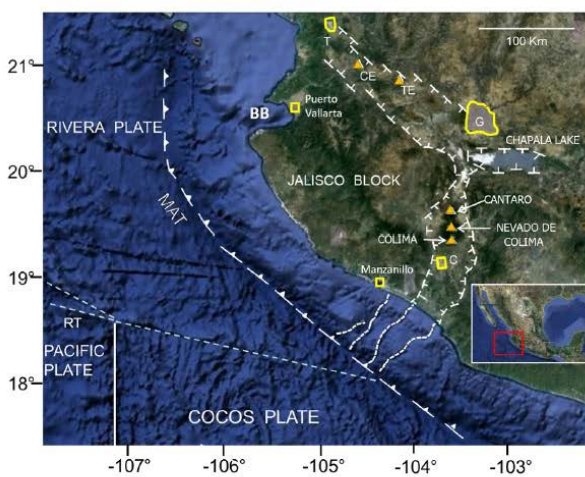 21°
20°
19°
18°
-107°
-106°
-105°
-104°
-103°
T
CE
TE
100 Km
G
BB
Puerto
Vallarta
RIVERA PLATE
CHAPALA LAKE
JALISCO BLOCK
MAT
CANTARO
NEVADO DE
COLIMA
COLIMA
C
Manzanillo
RT
PACIFIC
PLATE
COCOS PLATE